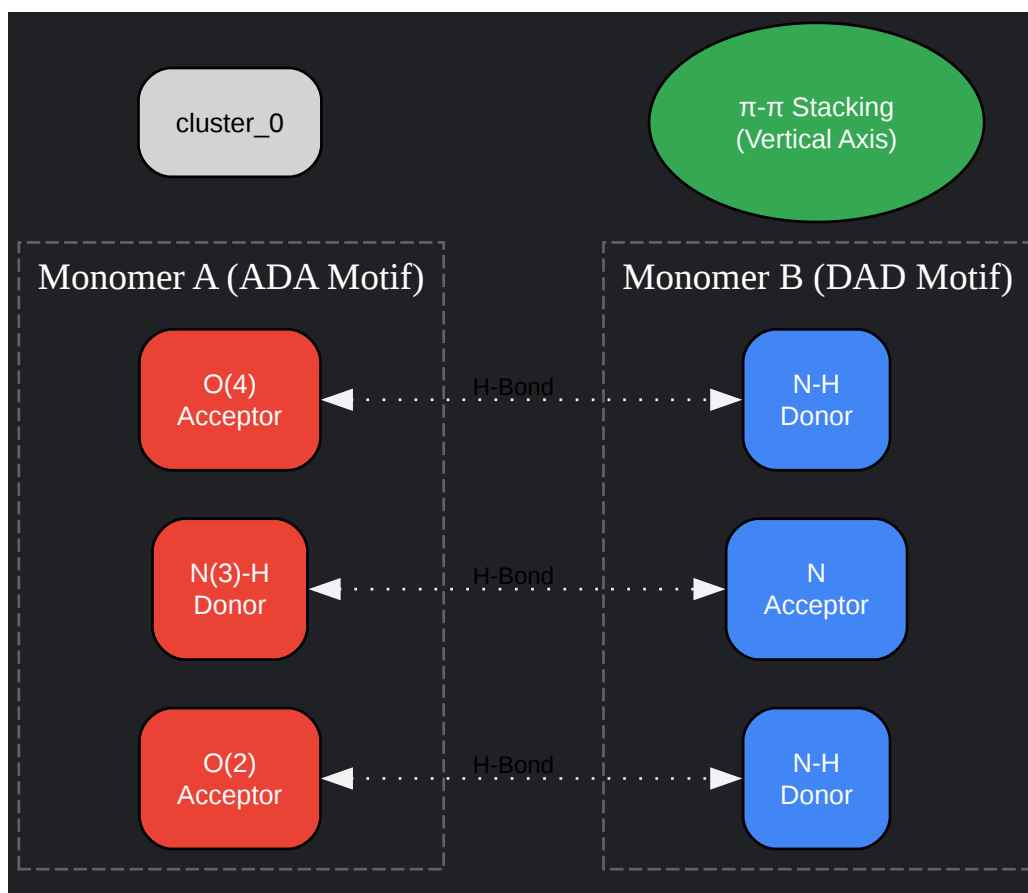 cluster_0
π-π Stacking
(Vertical Axis)
Monomer A (ADA Motif)
Monomer B (DAD Motif)
O(4)
Acceptor
H-Bond
N-H
Donor
N(3)-H
Donor
H-Bond
N
Acceptor
O(2)
Acceptor
H-Bond
N-H
Donor